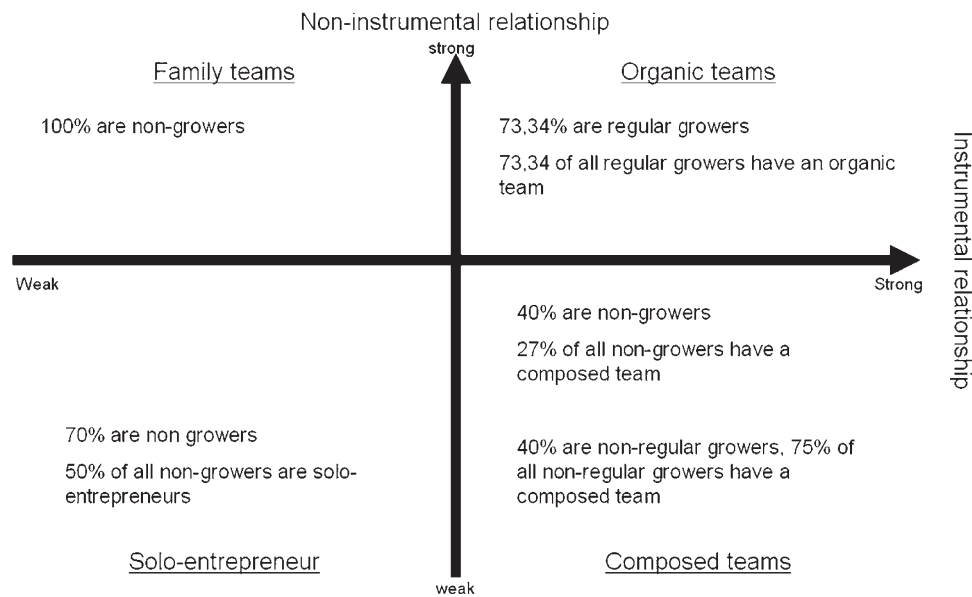 Non-instrumental relationship
strong
Family teams
Organic teams
100% are non-growers
73,34% are regular growers
73,34 of all regular growers have an organic
team
Instrumental relationship
Weak
Strong
40% are non-growers
27% of all non-growers have a
composed team
70% are non growers
50% of all non-growers are solo-
entrepreneurs
40% are non-regular growers, 75% of
all non-regular growers have a
composed team
Solo-entrepreneur
Composed teams
weak